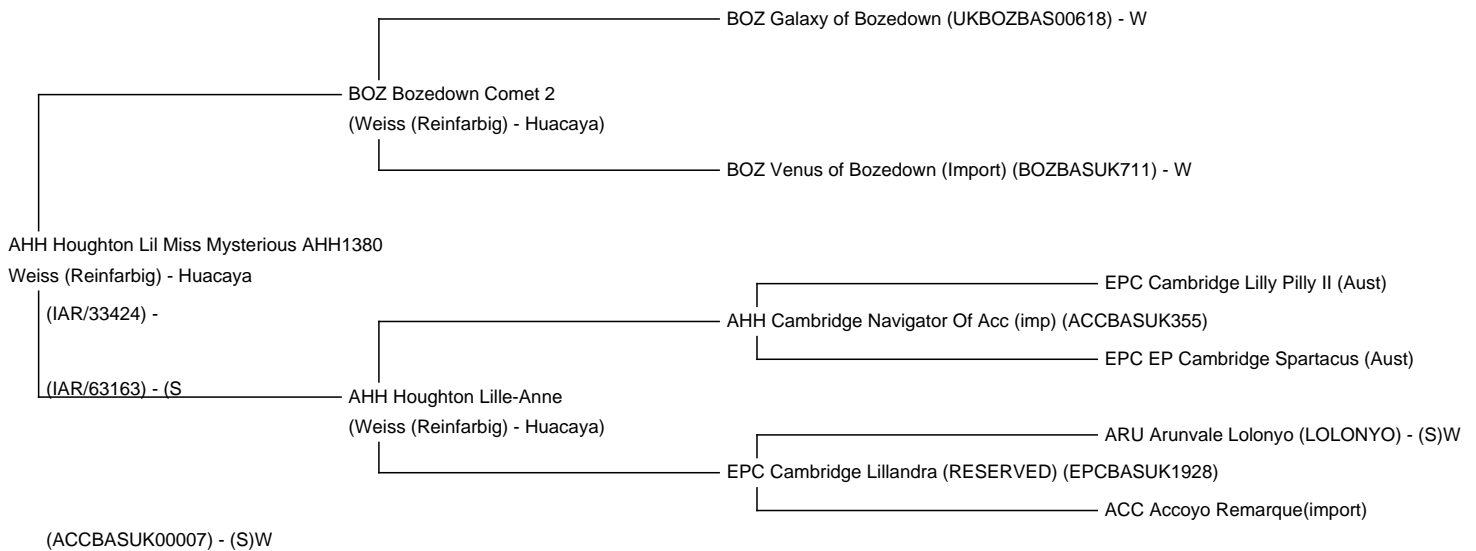 BOZ Galaxy of Bozedown (UKBOZBAS00618) - W
BOZ Bozedown Comet 2
(Weiss (Reinfarbig) - Huacaya)
BOZ Venus of Bozedown (Import) (BOZBASUK711) - W
AHH Houghton Lil Miss Mysterious AHH1380
Weiss (Reinfarbig) - Huacaya
EPC Cambridge Lilly Pilly II (Aust)
(IAR/33424) -
AHH Cambridge Navigator Of Acc (imp) (ACCBASUK355)
EPC EP Cambridge Spartacus (Aust)
(IAR/63163) - (S
AHH Houghton Lille-Anne
(Weiss (Reinfarbig) - Huacaya)
ARU Arunvale Lolonyo (LOLONYO) - (S)W
EPC Cambridge Lillandra (RESERVED) (EPCBASUK1928)
ACC Accoyo Remarque(import)
(ACCBASUK00007) - (S)W